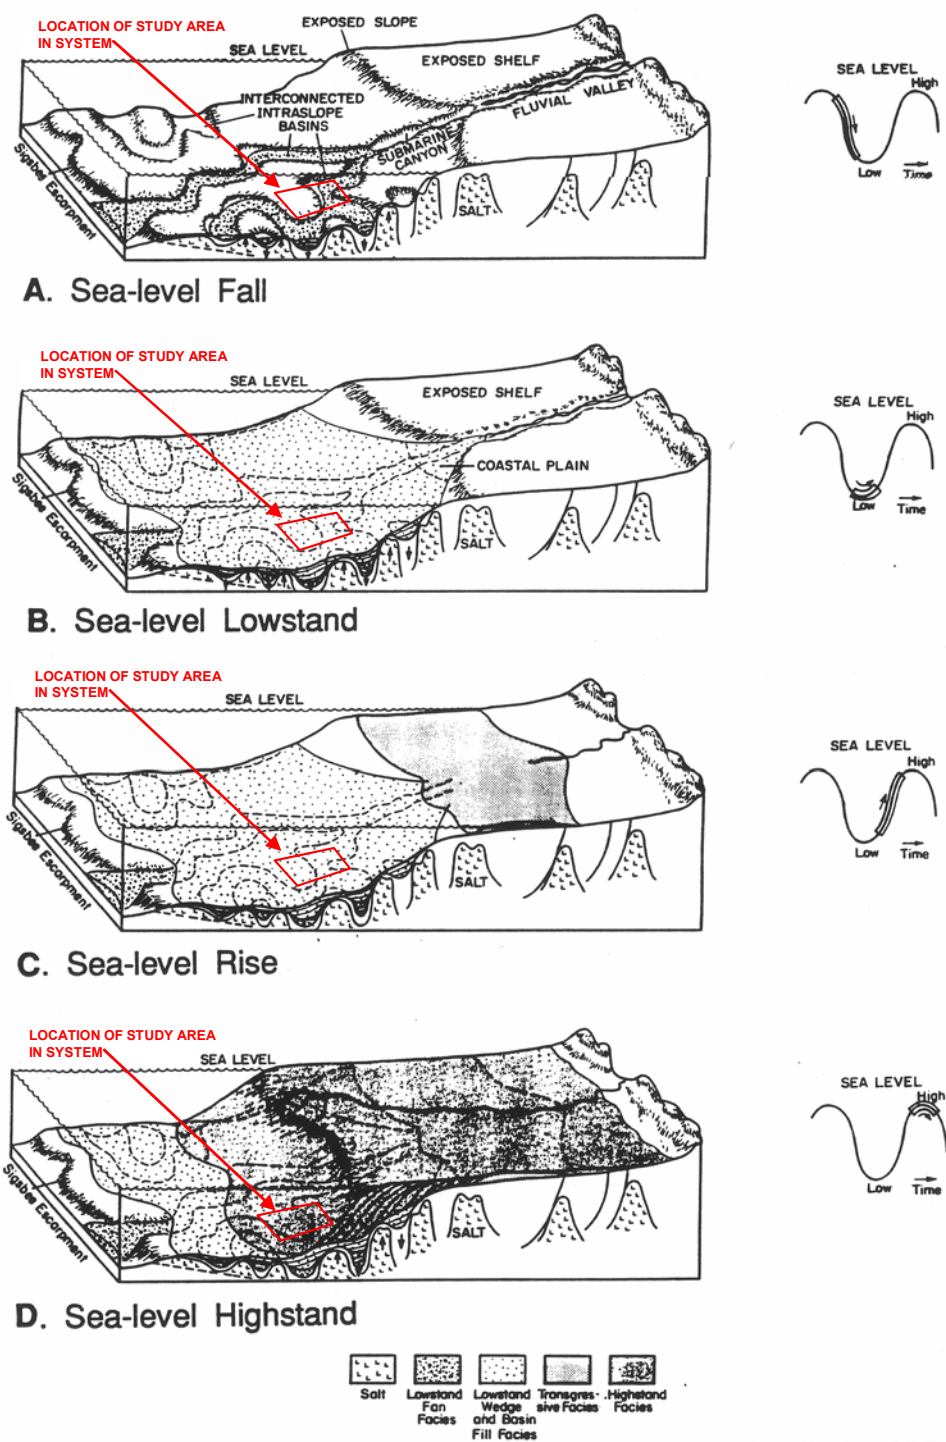 LOCATION OF STUDY AREA
IN SYSTEM
EXPOSED SLOPE
SEA LEVEL
EXPOSED SHELF
INTERCONNECTED
INTRASLOPE
BASINS
SUBMARINE
CANYON
FLUVIAL VALLEY
SALT
Sigsbee Escarpment
SEA LEVEL
High
Low
Time
A. Sea-level Fall
LOCATION OF STUDY AREA
IN SYSTEM
SEA LEVEL
EXPOSED SHELF
COASTAL PLAIN
SALT
Sigsbee Escarpment
SEA LEVEL
High
Low
Time
B. Sea-level Lowstand
LOCATION OF STUDY AREA
IN SYSTEM
SEA LEVEL
SALT
Sigsbee Escarpment
SEA LEVEL
High
Low
Time
C. Sea-level Rise
LOCATION OF STUDY AREA
IN SYSTEM
SEA LEVEL
SALT
Sigsbee Escarpment
SEA LEVEL
High
Low
Time
D. Sea-level Highstand
Salt
Lowstand
Fan
Facies
Lowstand
Wedge
and Basin
Fill Facies
Transgres-
sive Facies
Highstand
Facies